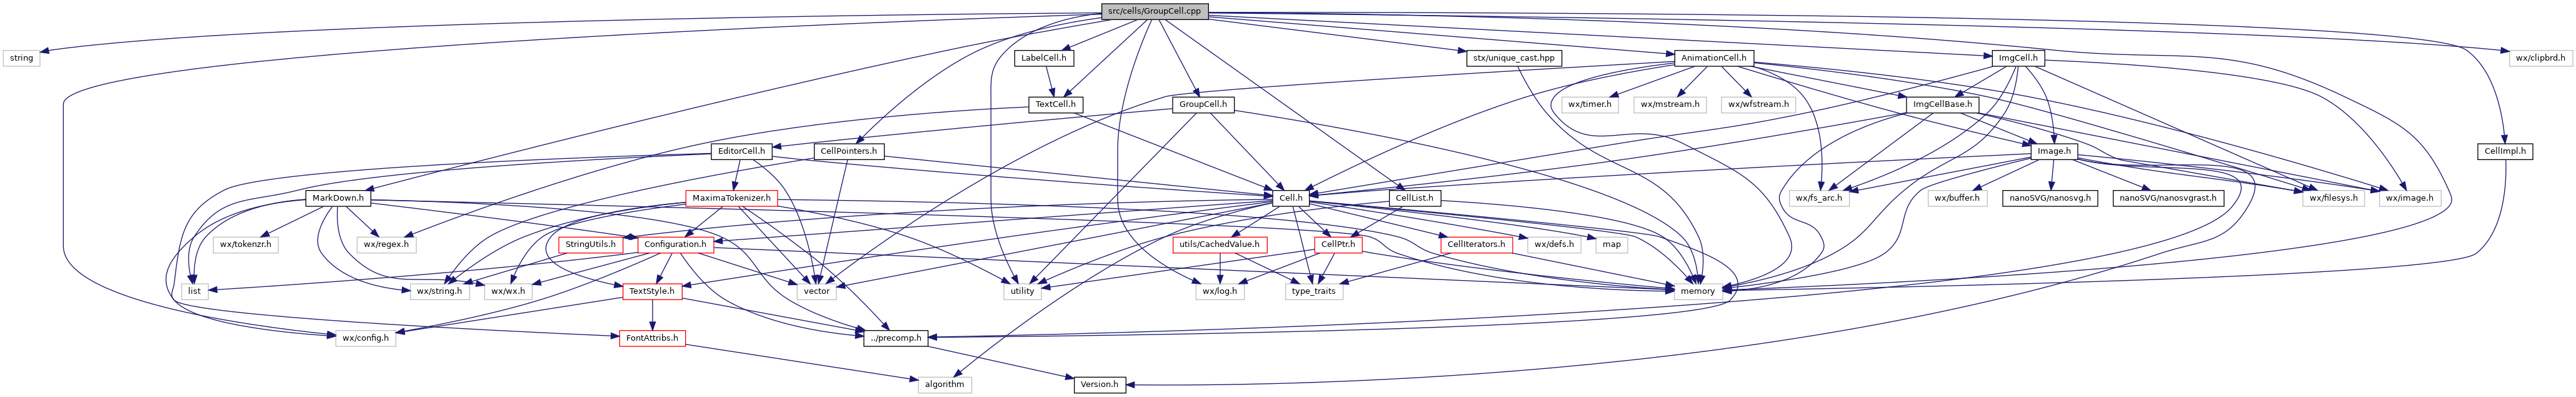 src/cells/GroupCell.cpp
string
LabelCell.h
stx/unique_cast.hpp
AnimationCell.h
ImgCell.h
wx/clipbrd.h
TextCell.h
GroupCell.h
wx/timer.h
wx/mstream.h
wx/wfstream.h
ImgCellBase.h
EditorCell.h
CellPointers.h
Image.h
CellImpl.h
MarkDown.h
MaximaTokenizer.h
Cell.h
CellList.h
wx/fs_arc.h
wx/buffer.h
nanoSVG/nanosvg.h
nanoSVG/nanosvgrast.h
wx/filesys.h
wx/image.h
wx/tokenzr.h
wx/regex.h
StringUtils.h
Configuration.h
utils/CachedValue.h
CellPtr.h
CellIterators.h
wx/defs.h
map
list
wx/string.h
wx/wx.h
TextStyle.h
vector
utility
wx/log.h
type_traits
memory
wx/config.h
FontAttribs.h
../precomp.h
algorithm
Version.h